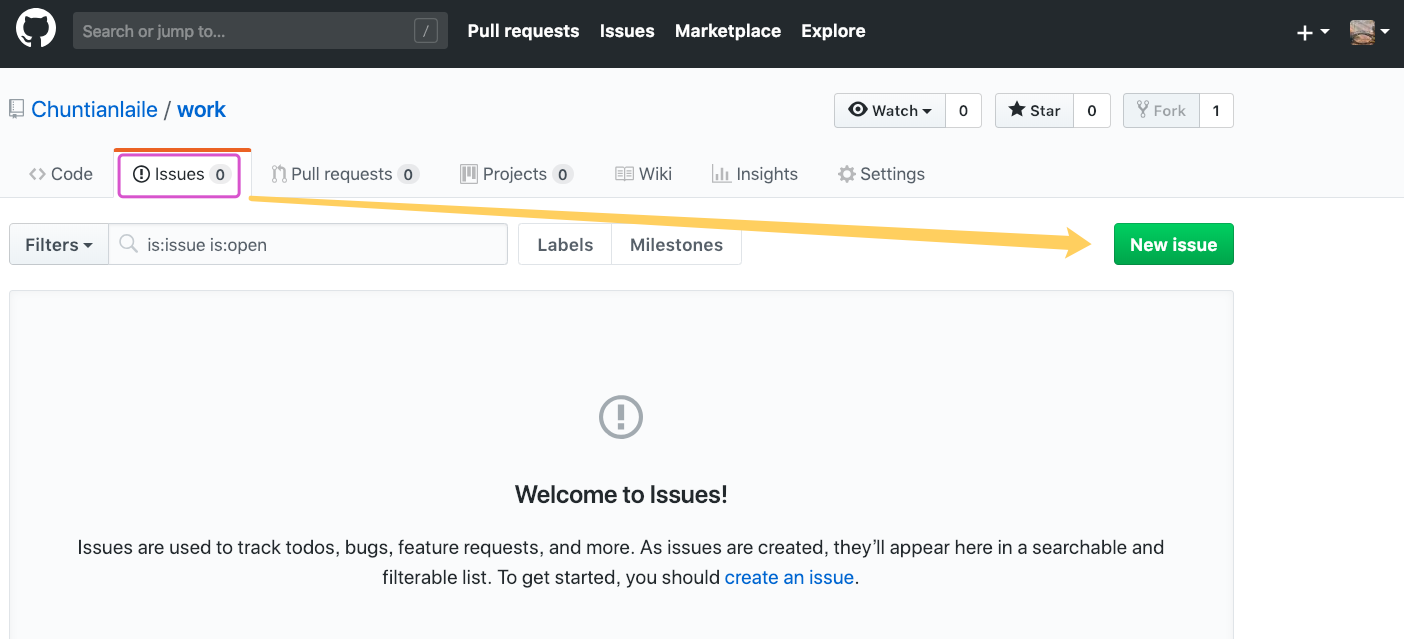 Search or jump to... / Pull requests Issues Marketplace Explore
Chuntianlaile / work Watch 0 Star 0 Fork 1
Code Issues 0 Pull requests 0 Projects 0 Wiki Insights Settings
Filters is:issue is:open Labels Milestones New issue
Welcome to Issues!
Issues are used to track todos, bugs, feature requests, and more. As issues are created, they’ll appear here in a searchable and
filterable list. To get started, you should create an issue.